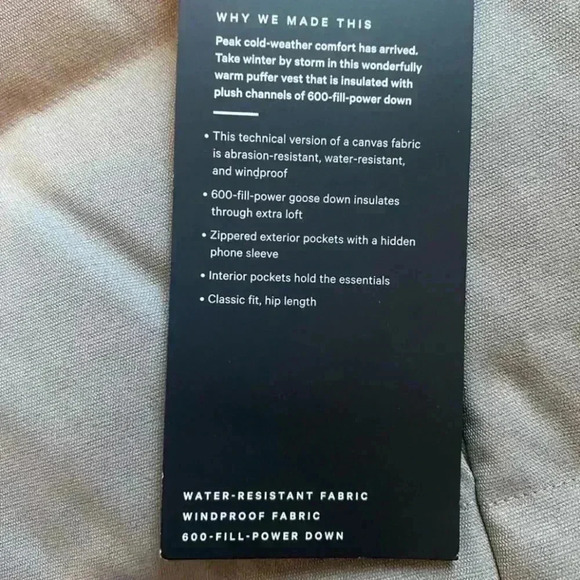 WHY WE MADE THIS
Peak cold-weather comfort has arrived.
Take winter by storm in this wonderfully
warm puffer vest that is insulated with
plush channels of 600-fill-power down
• This technical version of a canvas fabric
is abrasion-resistant, water-resistant,
and windproof
• 600-fill-power goose down insulates
through extra loft
• Zippered exterior pockets with a hidden
phone sleeve
• Interior pockets hold the essentials
• Classic fit, hip length
WATER-RESISTANT FABRIC
WINDPROOF FABRIC
600-FILL-POWER DOWN